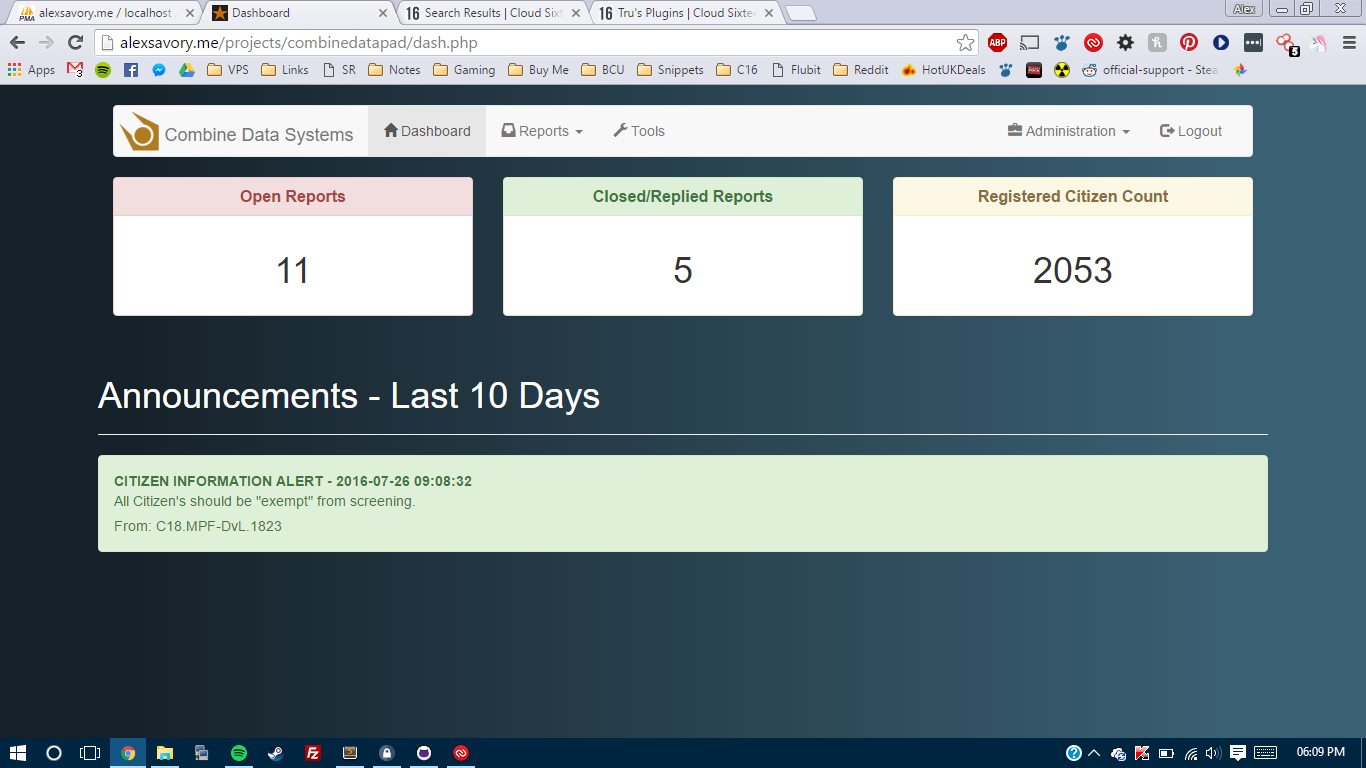 alexsavory.me / localhost
Dashboard
16 Search Results | Cloud Sixt
16 Tru's Plugins | Cloud Sixtee
Alex
alexsavory.me/projects/combinedatapad/dash.php
ABP
5
Apps
3
VPS
Links
SR
Notes
Gaming
Buy Me
BCU
Snippets
C16
Flubit
Reddit
HotUKDeals
official-support - Stea
Combine Data Systems
Dashboard
Reports
Tools
Administration
Logout
Open Reports
Closed/Replied Reports
Registered Citizen Count
11
5
2053
Announcements - Last 10 Days
CITIZEN INFORMATION ALERT - 2016-07-26 09:08:32
All Citizen's should be "exempt" from screening.
From: C18.MPF-DvL.1823
06:09 PM